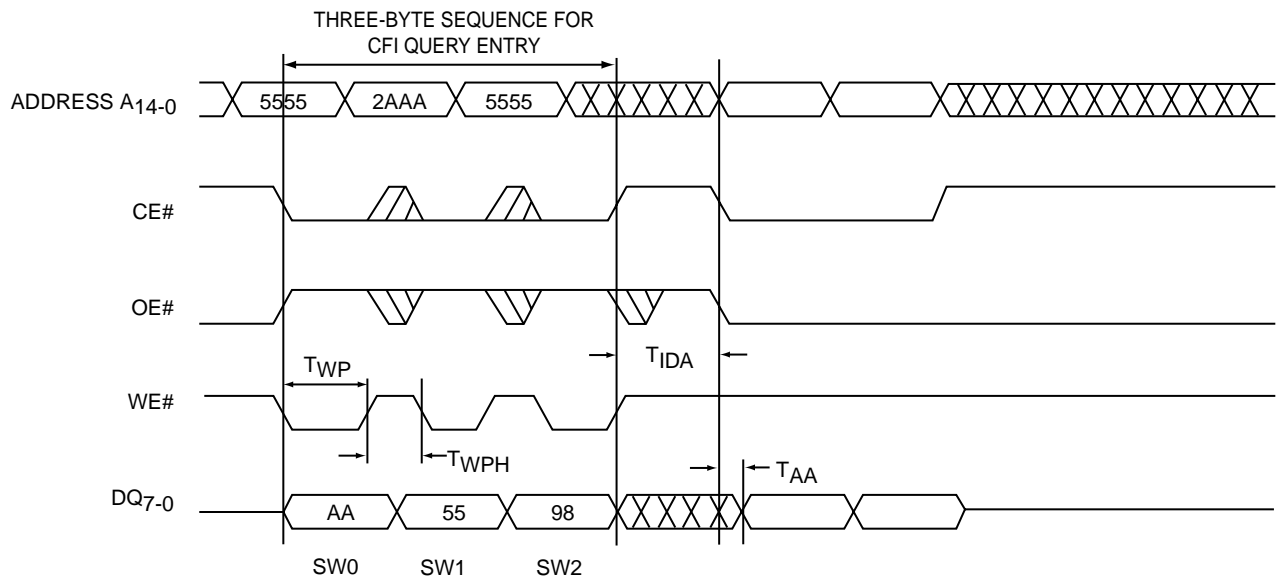 THREE-BYTE SEQUENCE FOR
CFI QUERY ENTRY
ADDRESS A14-0
5555
2AAA
5555
CE#
OE#
TIDA
TWP
WE#
TWPH
TAA
DQ7-0
AA
55
98
SW0
SW1
SW2